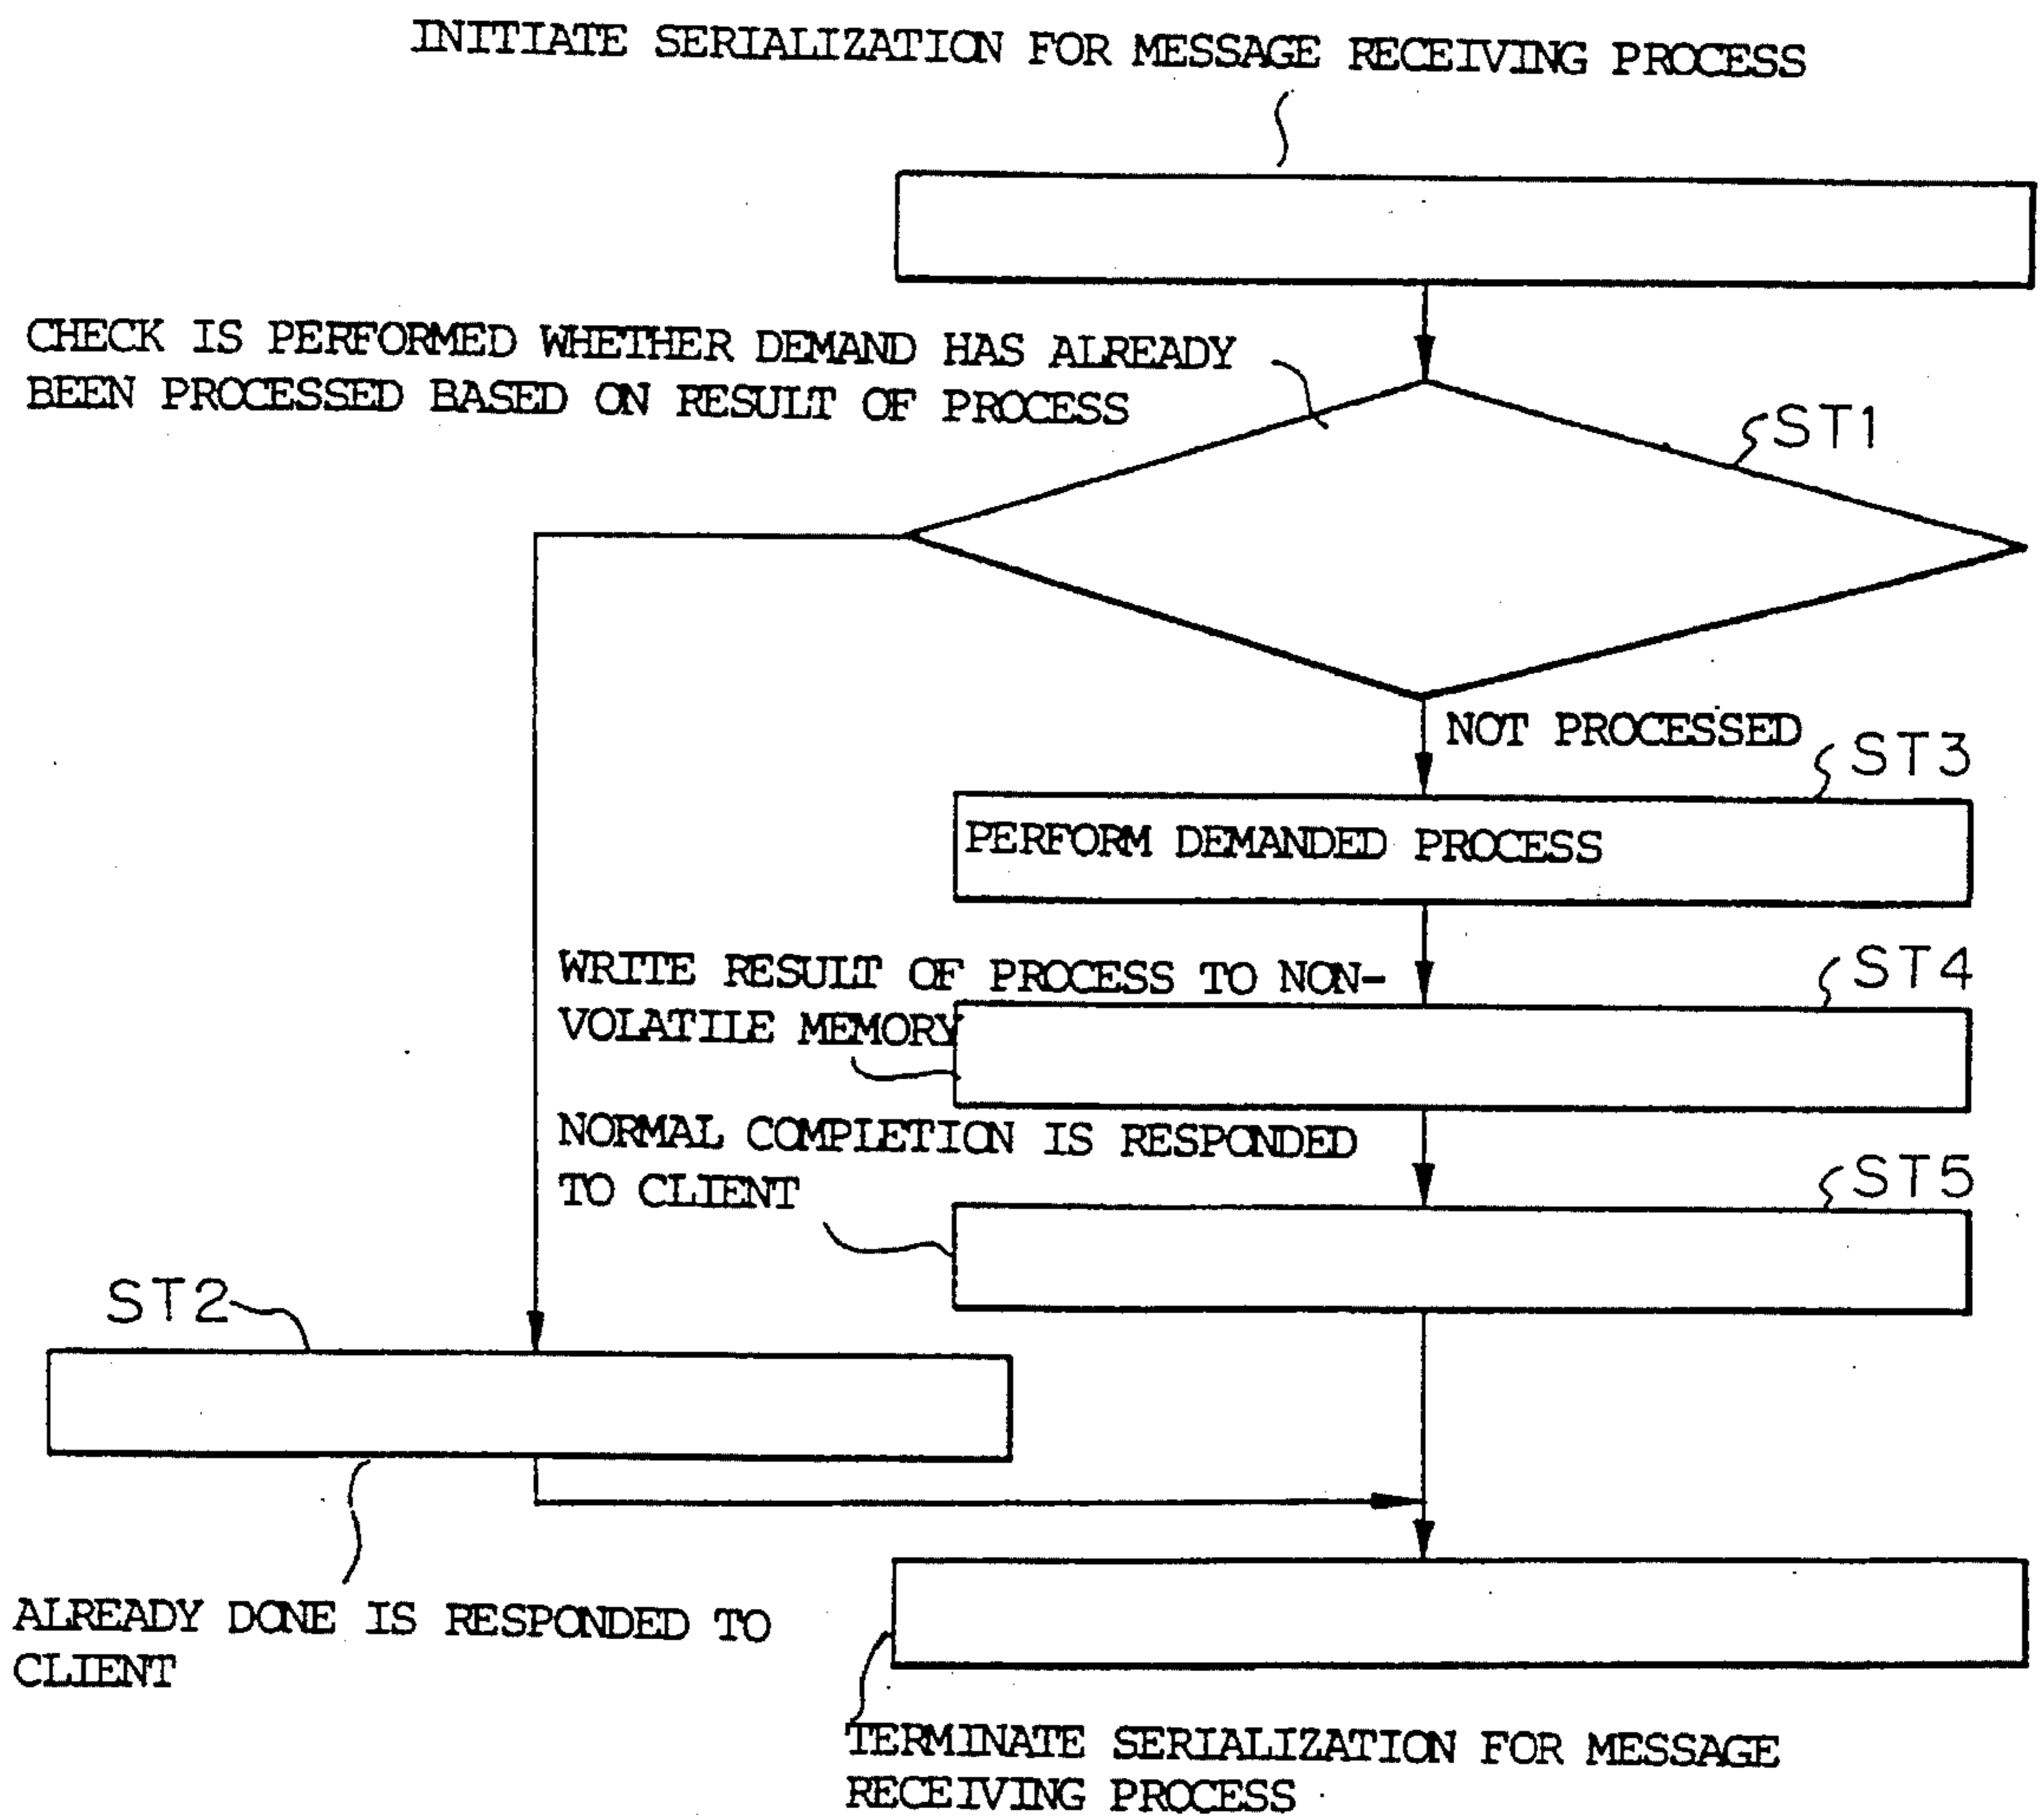 INITIATE SERIALIZATION FOR MESSAGE RECEIVING PROCESS
CHECK IS PERFORMED WHETHER DEMAND HAS ALREADY
BEEN PROCESSED BASED ON RESULT OF PROCESS
ST1
NOT PROCESSED
ST3
PERFORM DEMANDED PROCESS
WRITE RESULT OF PROCESS TO NON-
VOLATILE MEMORY
ST4
NORMAL COMPLETION IS RESPONDED
TO CLIENT
ST5
ST2
ALREADY DONE IS RESPONDED TO
CLIENT
TERMINATE SERIALIZATION FOR MESSAGE
RECEIVING PROCESS